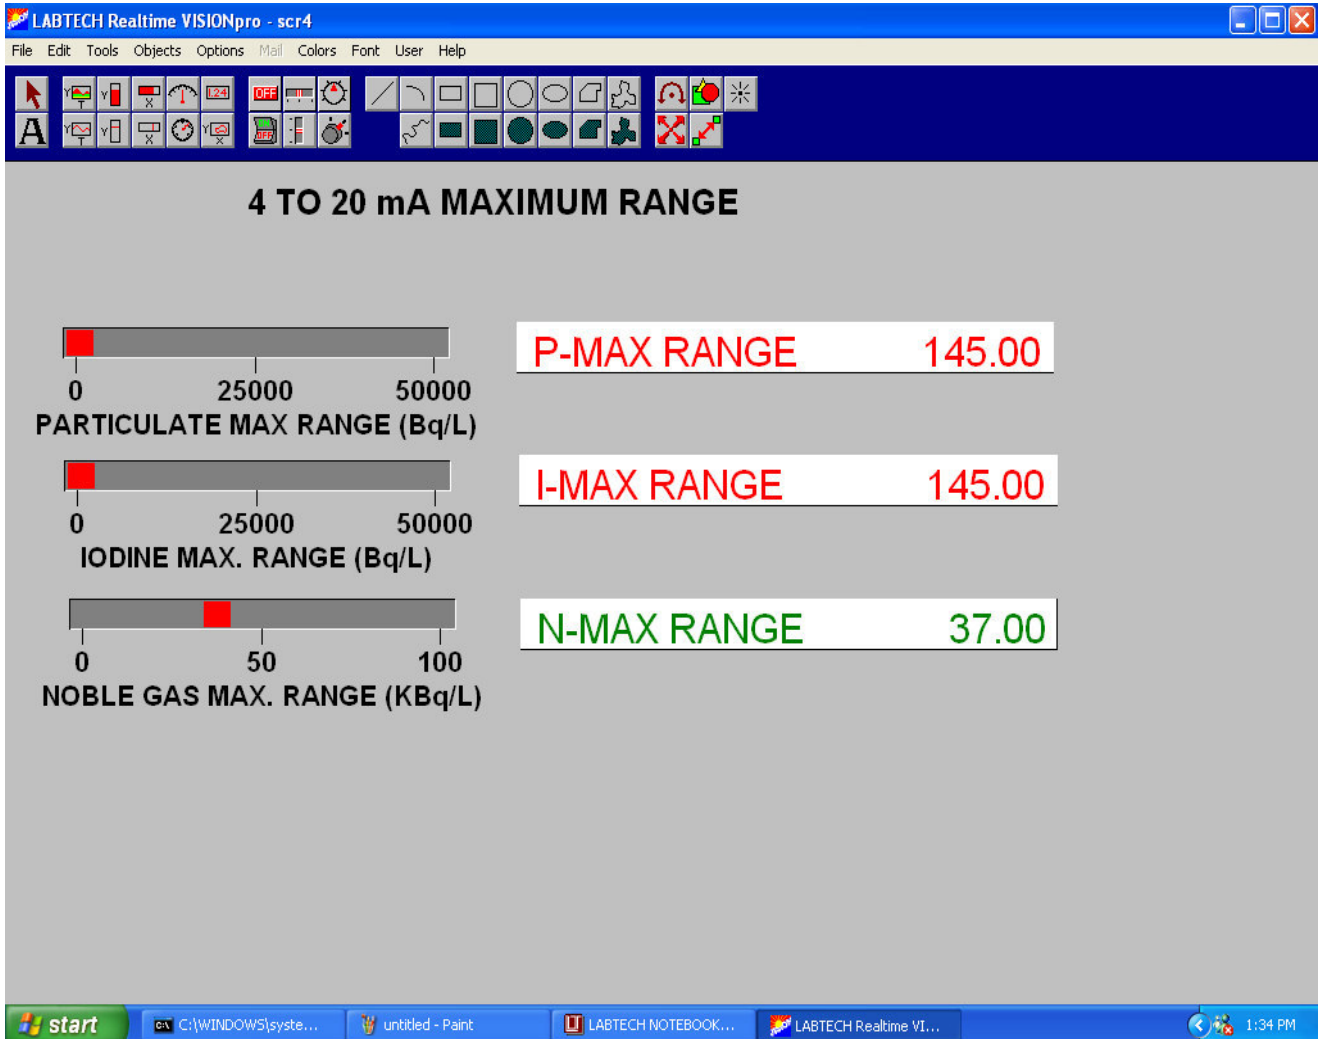 LABTECH Realtime VISIONpro - scr4
File Edit Tools Objects Options Mail Colors Font User Help
1.24 OFF
A OFF
4 TO 20 mA MAXIMUM RANGE
P-MAX RANGE 145.00
0 25000 50000
PARTICULATE MAX RANGE (Bq/L)
I-MAX RANGE 145.00
0 25000 50000
IODINE MAX. RANGE (Bq/L)
N-MAX RANGE 37.00
0 50 100
NOBLE GAS MAX. RANGE (KBq/L)
start C:\WINDOWS\syste... untitled - Paint LABTECH NOTEBOOK... LABTECH Realtime VI... 1:34 PM